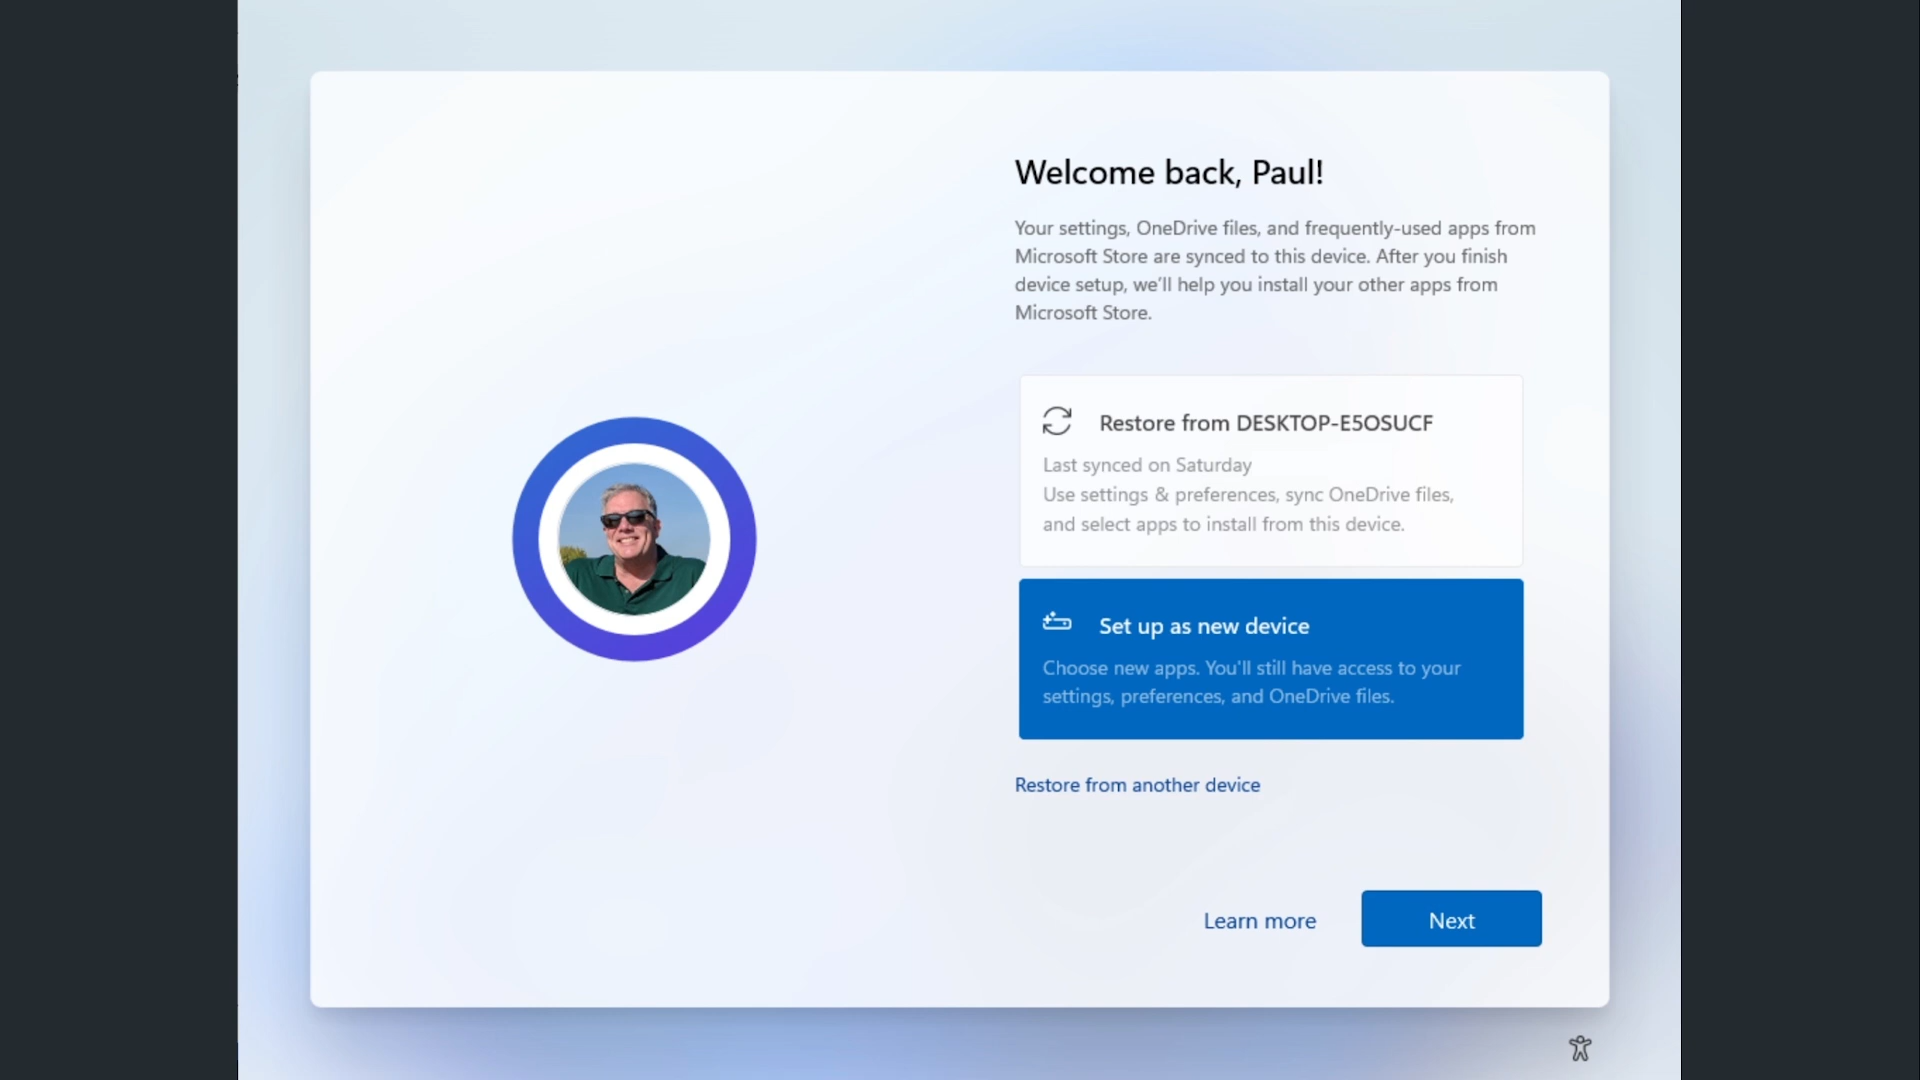 Welcome back, Paul!
Your settings, OneDrive files, and frequently-used apps from
Microsoft Store are synced to this device. After you finish
device setup, we'll help you install your other apps from
Microsoft Store.
Restore from DESKTOP-E5OSUCF
Last synced on Saturday
Use settings & preferences, sync OneDrive files,
and select apps to install from this device.
Set up as new device
Choose new apps. You'll still have access to your
settings, preferences, and OneDrive files.
Restore from another device
Learn more
Next